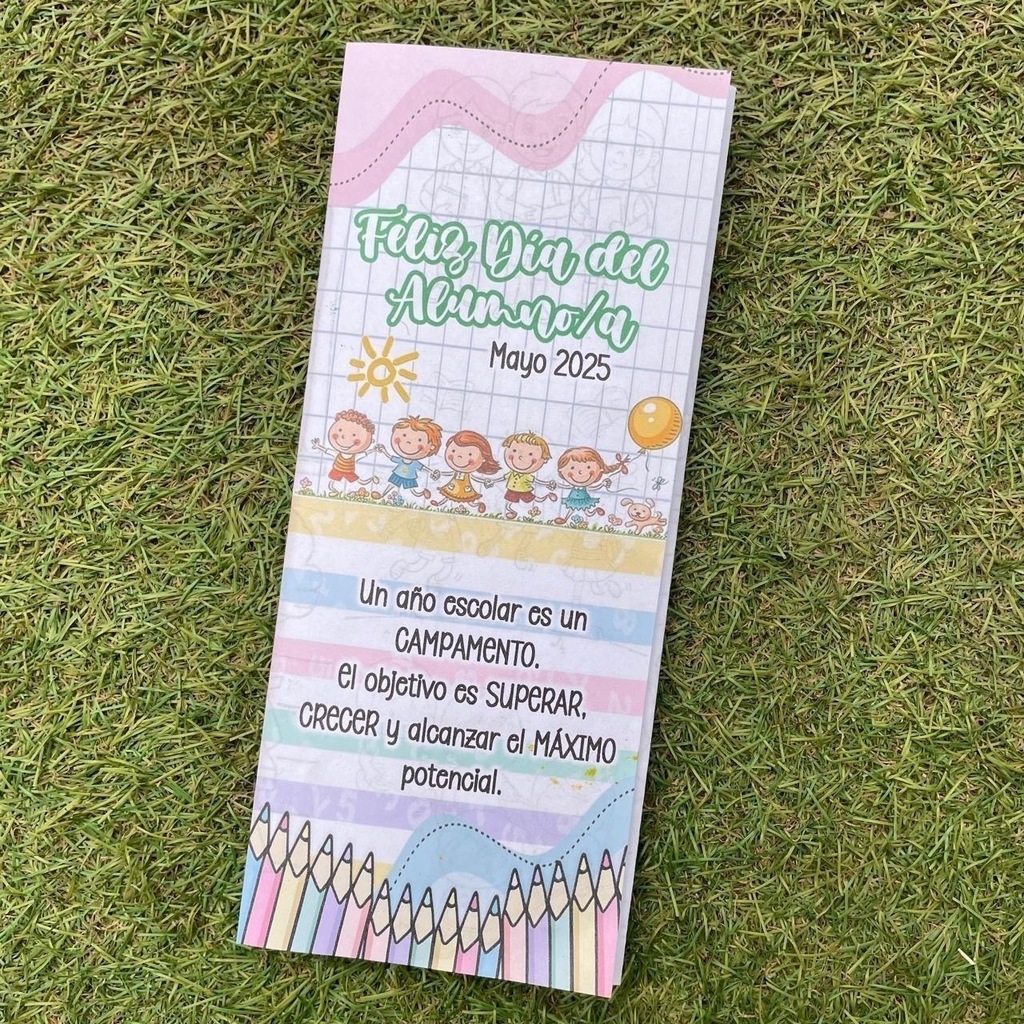 Feliz Día del
Alumno/a
Mayo 2025
Un año escolar es un
CAMPAMENTO.
El objetivo es SUPERAR,
CRECER y alcanzar el MÁXIMO
potencial.